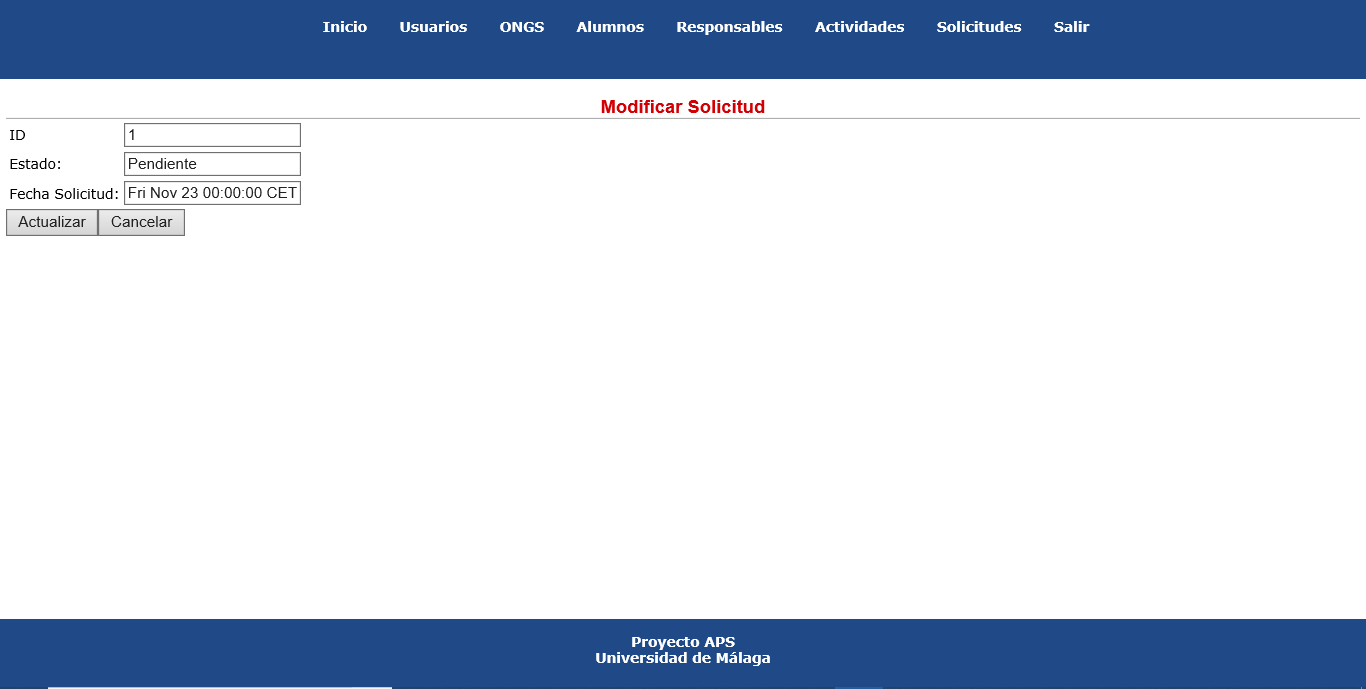 Inicio Usuarios ONGS Alumnos Responsables Actividades Solicitudes Salir
Modificar Solicitud
ID 1
Estado: Pendiente
Fecha Solicitud: Fri Nov 23 00:00:00 CET
Actualizar Cancelar
Proyecto APS
Universidad de Málaga